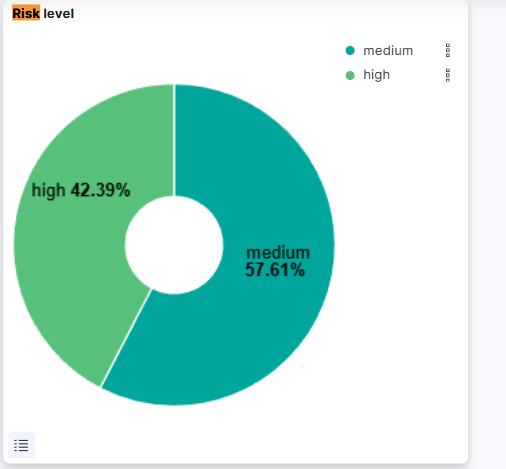 Risk level
medium
high
high 42.39%
medium
57.61%